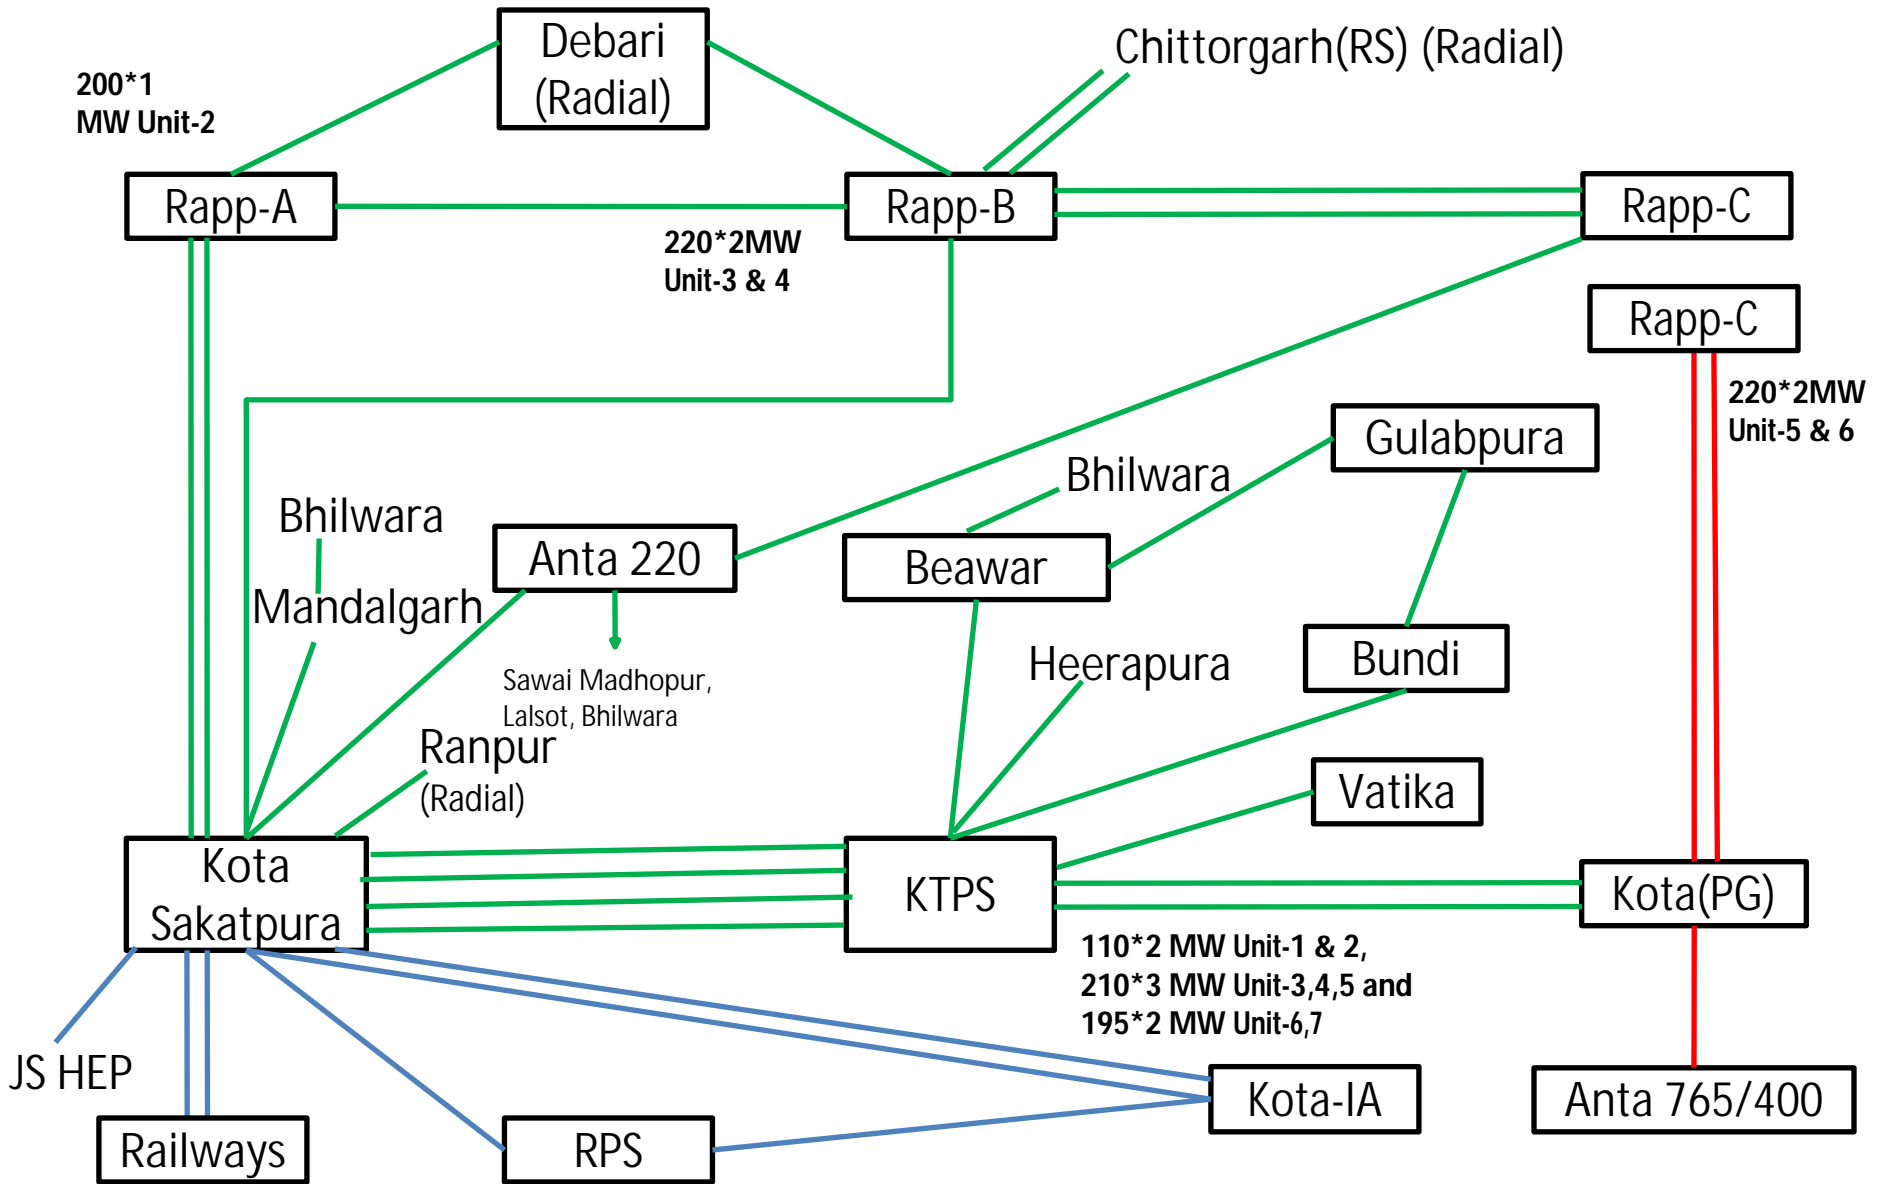 Debari
(Radial)
Chittorgarh(RS) (Radial)
200*1
MW Unit-2
Rapp-A
Rapp-B
Rapp-C
220*2MW
Unit-3 & 4
Rapp-C
220*2MW
Unit-5 & 6
Gulabpura
Bhilwara
Bhilwara
Anta 220
Beawar
Mandalgarh
Heerapura
Bundi
Sawai Madhopur,
Lalsot, Bhilwara
Ranpur
(Radial)
Vatika
Kota
Sakatpura
KTPS
Kota(PG)
110*2 MW Unit-1 & 2,
210*3 MW Unit-3,4,5 and
195*2 MW Unit-6,7
JS HEP
Kota-IA
Anta 765/400
Railways
RPS